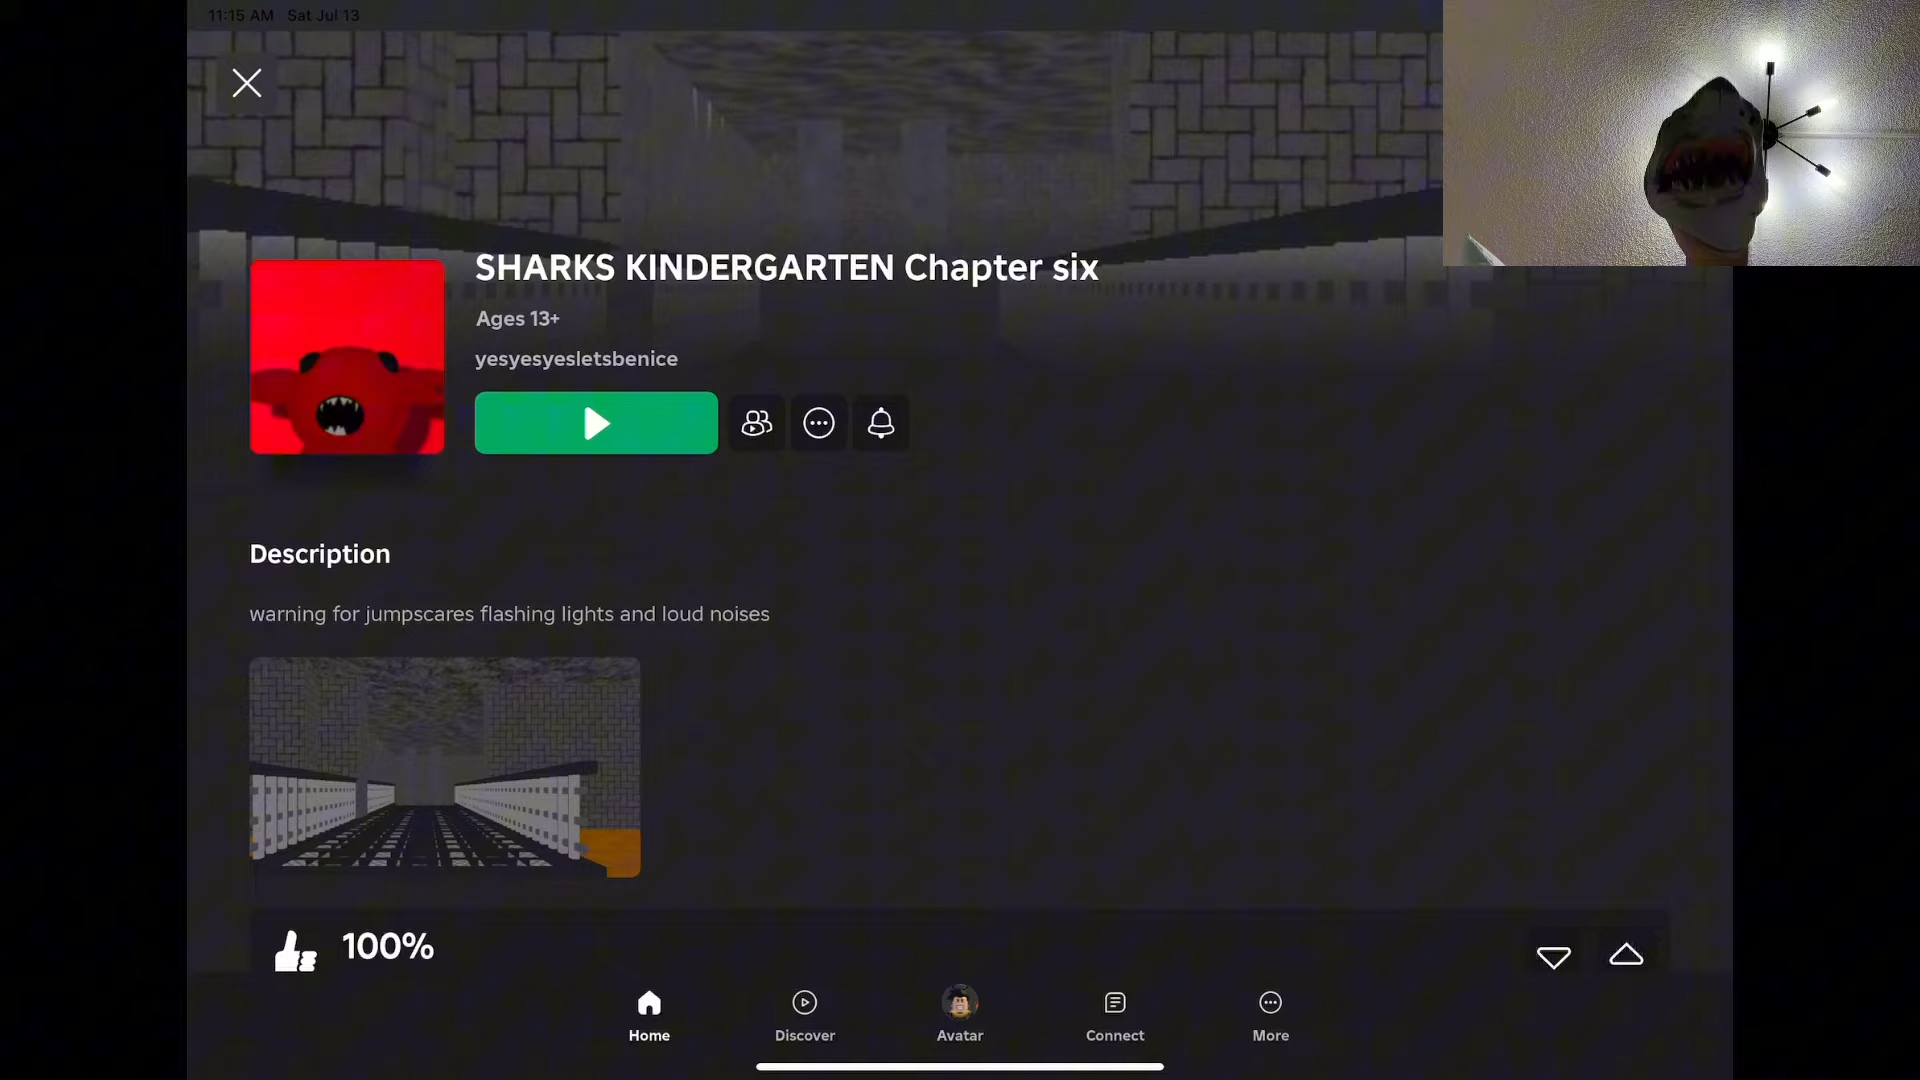 11:15 AM Sat Jul 13
SHARKS KINDERGARTEN Chapter six
Ages 13+
yesyesyesletsbenice
Description
warning for jumpscares flashing lights and loud noises
100%
Home Discover Avatar Connect More